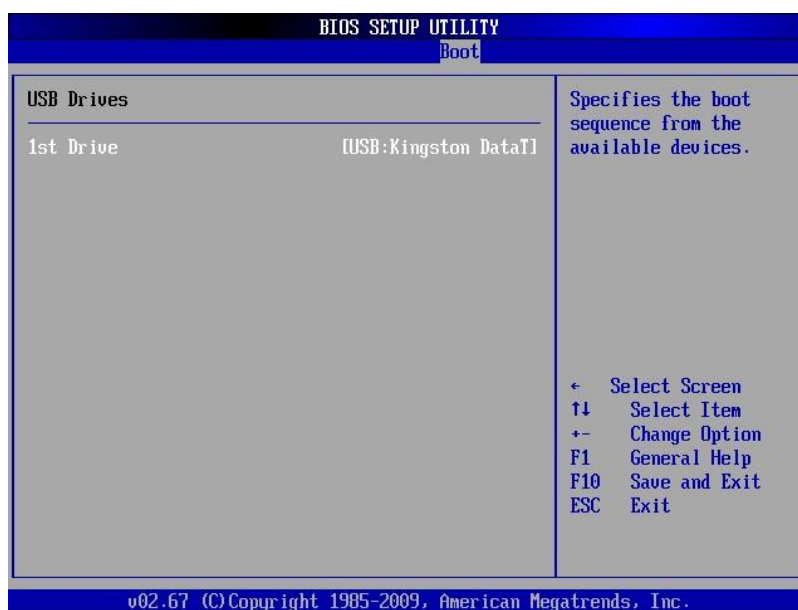 BIOS SETUP UTILITY
Boot
USB Drives
1st Drive [USB:Kingston DataT]
Specifies the boot
sequence from the
available devices.
← Select Screen
↑↓ Select Item
+- Change Option
F1 General Help
F10 Save and Exit
ESC Exit
v02.67 (C)Copyright 1985-2009, American Megatrends, Inc.